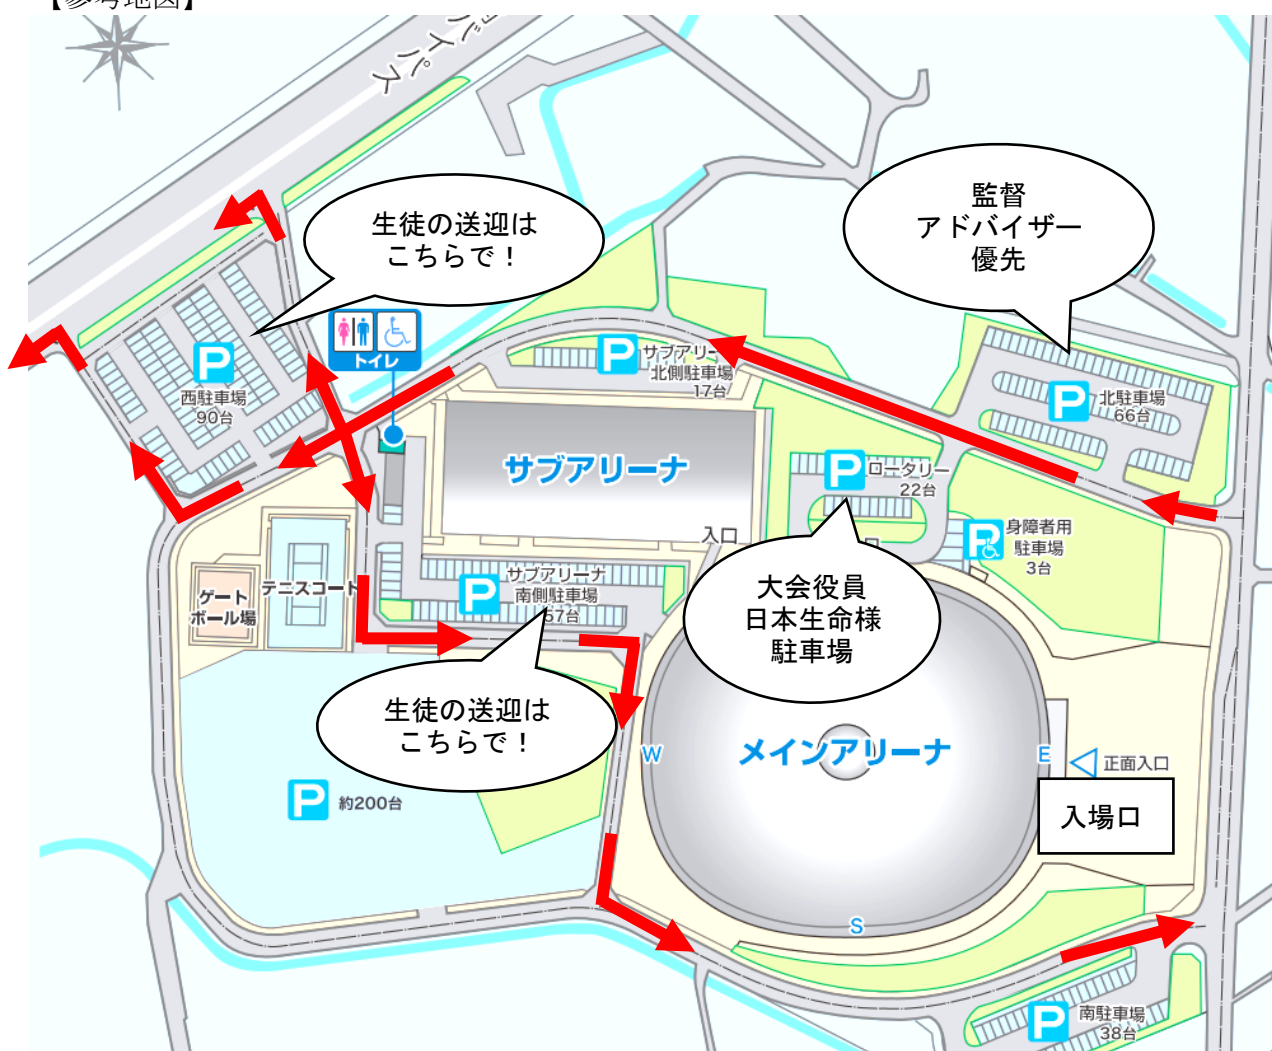 【参考地図】
バイパス
生徒の送迎は
こちらで！
監督
アドバイザー
優先
P
西駐車場
90台
トイレ
P
サブアリー
北側駐車場
17台
P
北駐車場
66台
サブアリーナ
P
ロータリー
22台
入口
P
身障者用
駐車場
3台
テニスコート
ゲート
ボール場
P
サブアリーナ
南側駐車場
57台
大会役員
日本生命様
駐車場
生徒の送迎は
こちらで！
W
メインアリーナ
E
正面入口
入場口
P
約200台
S
P
南駐車場
38台